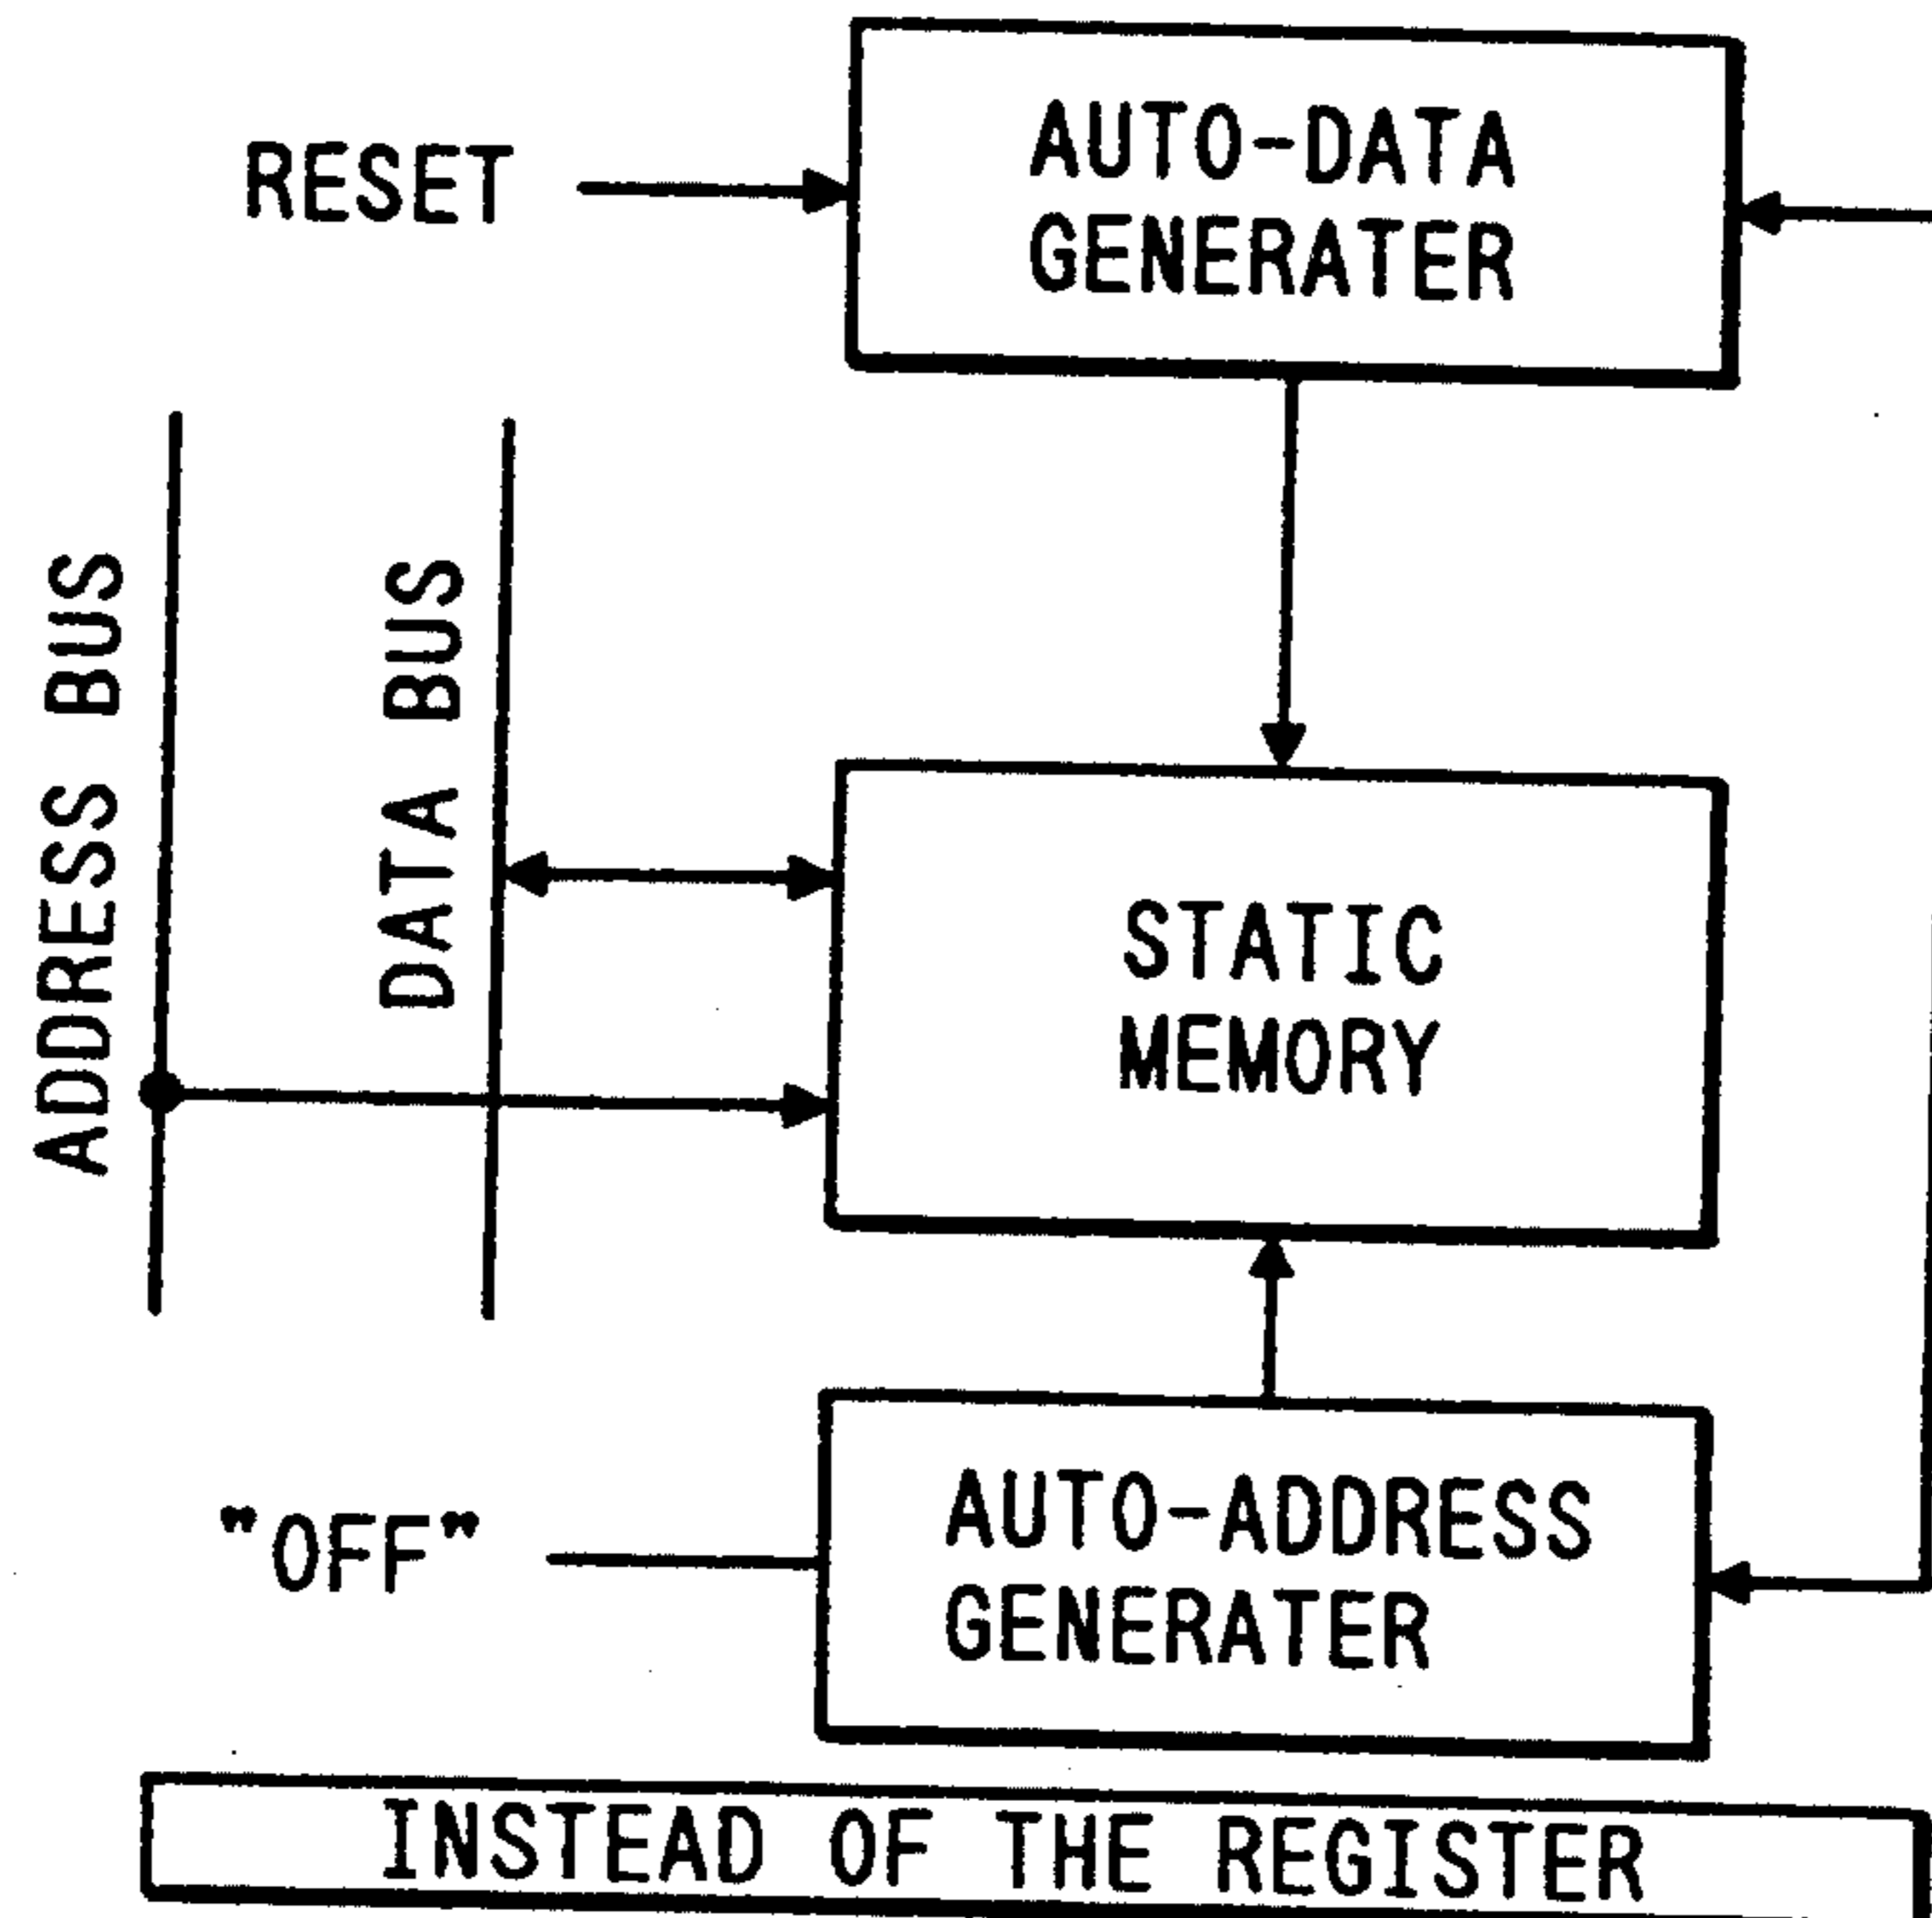 AUTO-DATA
GENERATER
RESET
ADDRESS BUS
DATA BUS
STATIC
MEMORY
"OFF"
AUTO-ADDRESS
GENERATER
INSTEAD OF THE REGISTER